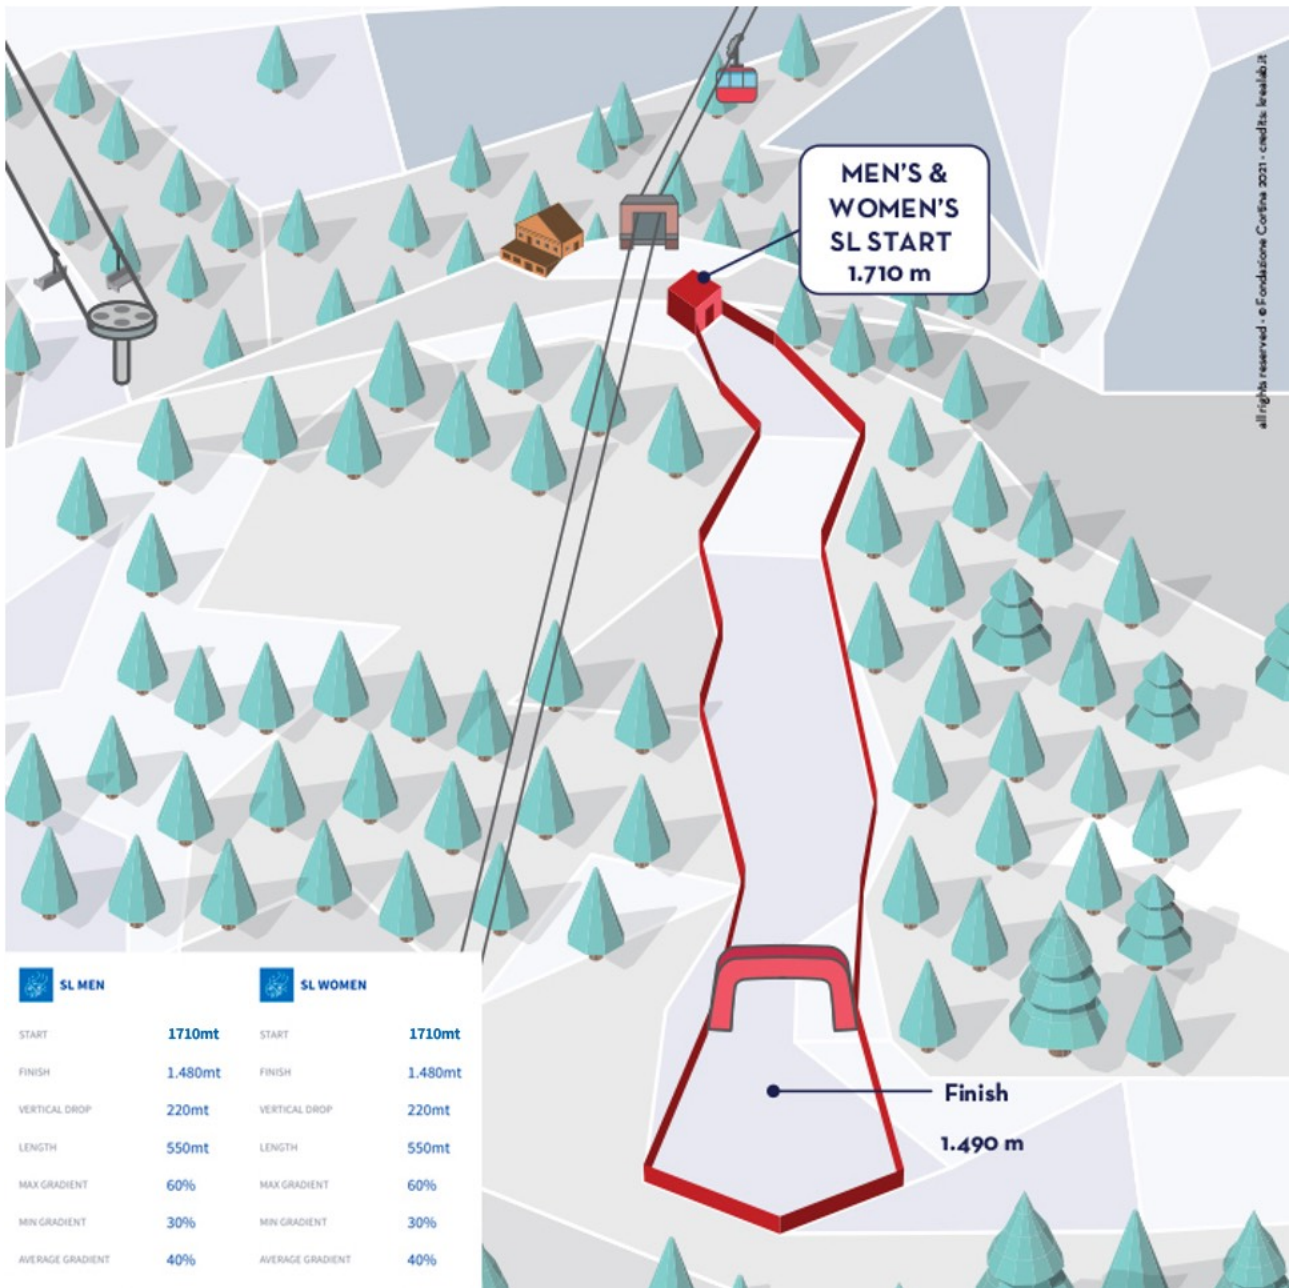 MEN'S &
WOMEN'S
SL START
1.710 m
all rights reserved - © Fondazione Cortina 2021 - credits: krealab.it
Finish
1.490 m
SL MEN
START 1710mt
FINISH 1.480mt
VERTICAL DROP 220mt
LENGTH 550mt
MAX GRADIENT 60%
MIN GRADIENT 30%
AVERAGE GRADIENT 40%
SL WOMEN
START 1710mt
FINISH 1.480mt
VERTICAL DROP 220mt
LENGTH 550mt
MAX GRADIENT 60%
MIN GRADIENT 30%
AVERAGE GRADIENT 40%